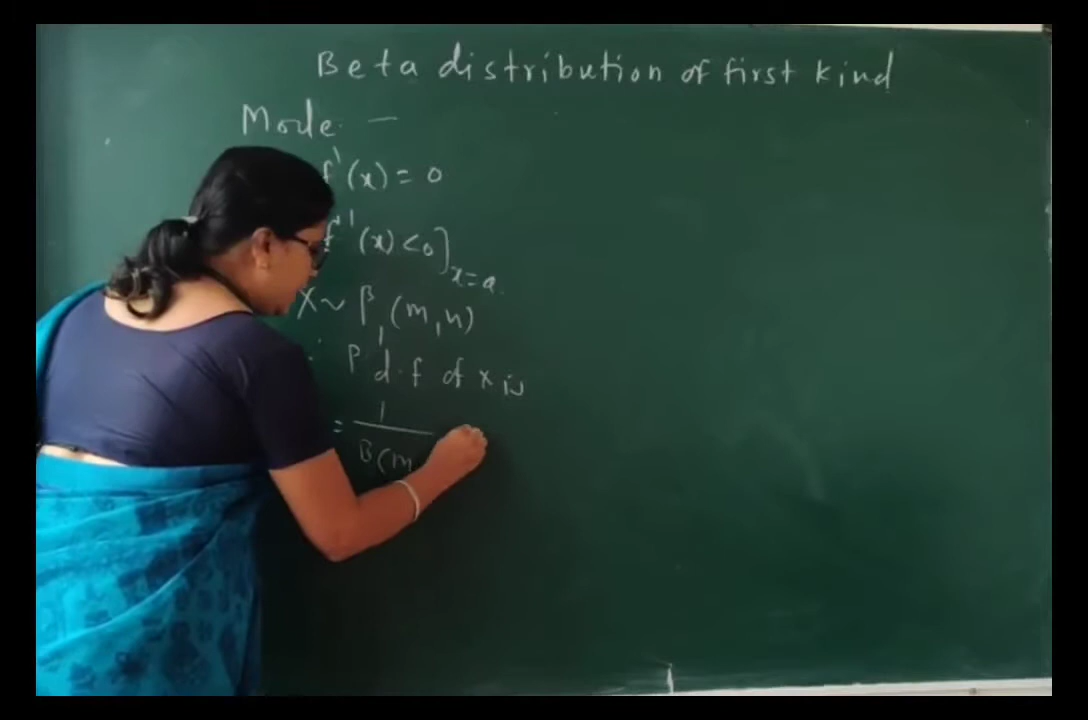 Beta distribution of first kind
Mode. —
f'(x) = 0
f''(x) < 0]x=a.
X ~ β1(m, n)
∴ P.d.f of x is
= 1 / B(m